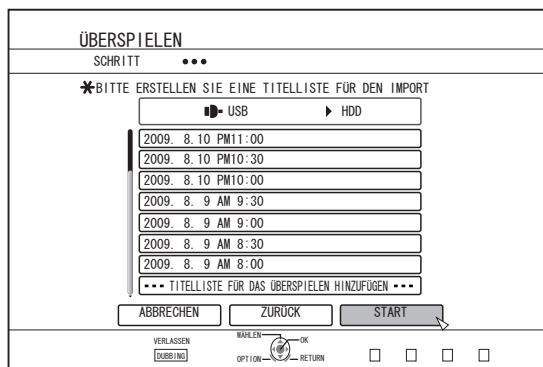 ÜBERSPIELEN
SCHRITT
BITTE ERSTELLEN SIE EINE TITELLISTE FÜR DEN IMPORT
USB HDD
2009. 8.10 PM11:00
2009. 8.10 PM10:30
2009. 8.10 PM10:00
2009. 8. 9 AM 9:30
2009. 8. 9 AM 9:00
2009. 8. 9 AM 8:30
2009. 8. 9 AM 8:00
--- TITELLISTE FÜR DAS ÜBERSPIELEN HINZUFÜGEN ---
ABBRECHEN ZURÜCK START
VERLASSEN WÄHLEN OK
DUBBING OPTION RETURN